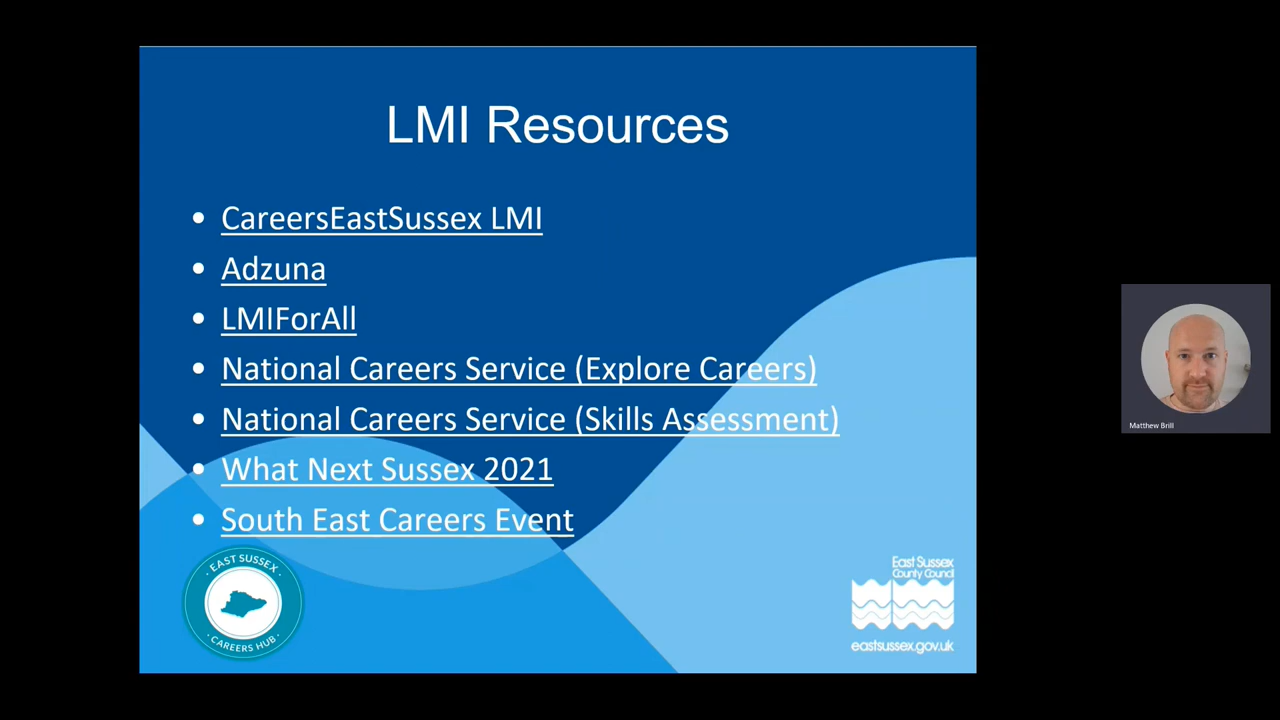 LMI Resources
• CareersEastSussex LMI
• Adzuna
• LMIForAll
• National Careers Service (Explore Careers)
• National Careers Service (Skills Assessment)
• What Next Sussex 2021
• South East Careers Event
· EAST SUSSEX ·
· CAREERS HUB ·
East Sussex
County Council
eastsussex.gov.uk
Matthew Brill